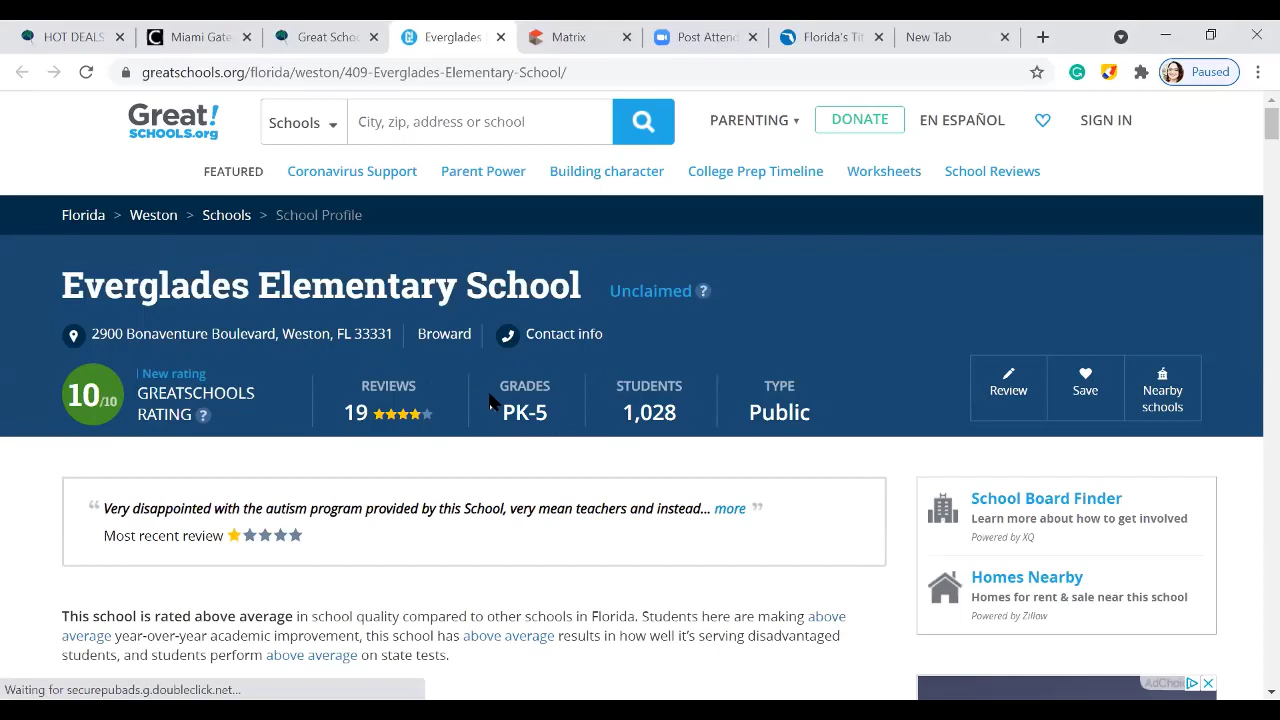 HOT DEALS
Miami Gate
Great Schoo
Everglades
Matrix
Post Attend
Florida's Tit
New Tab
greatschools.org/florida/weston/409-Everglades-Elementary-School/
Paused
Great!
SCHOOLS.org
Schools
City, zip, address or school
PARENTING
DONATE
EN ESPAÑOL
SIGN IN
FEATURED
Coronavirus Support
Parent Power
Building character
College Prep Timeline
Worksheets
School Reviews
Florida > Weston > Schools > School Profile
Everglades Elementary School
Unclaimed ?
2900 Bonaventure Boulevard, Weston, FL 33331
Broward
Contact info
10/10
New rating
GREATSCHOOLS
RATING ?
REVIEWS
19
GRADES
PK-5
STUDENTS
1,028
TYPE
Public
Review
Save
Nearby
schools
“ Very disappointed with the autism program provided by this School, very mean teachers and instead... more ”
Most recent review
School Board Finder
Learn more about how to get involved
Powered by XQ
Homes Nearby
Homes for rent & sale near this school
Powered by Zillow
This school is rated above average in school quality compared to other schools in Florida. Students here are making above
average year-over-year academic improvement, this school has above average results in how well it's serving disadvantaged
students, and students perform above average on state tests.
AdChoices
Waiting for securepubads.g.doubleclick.net...